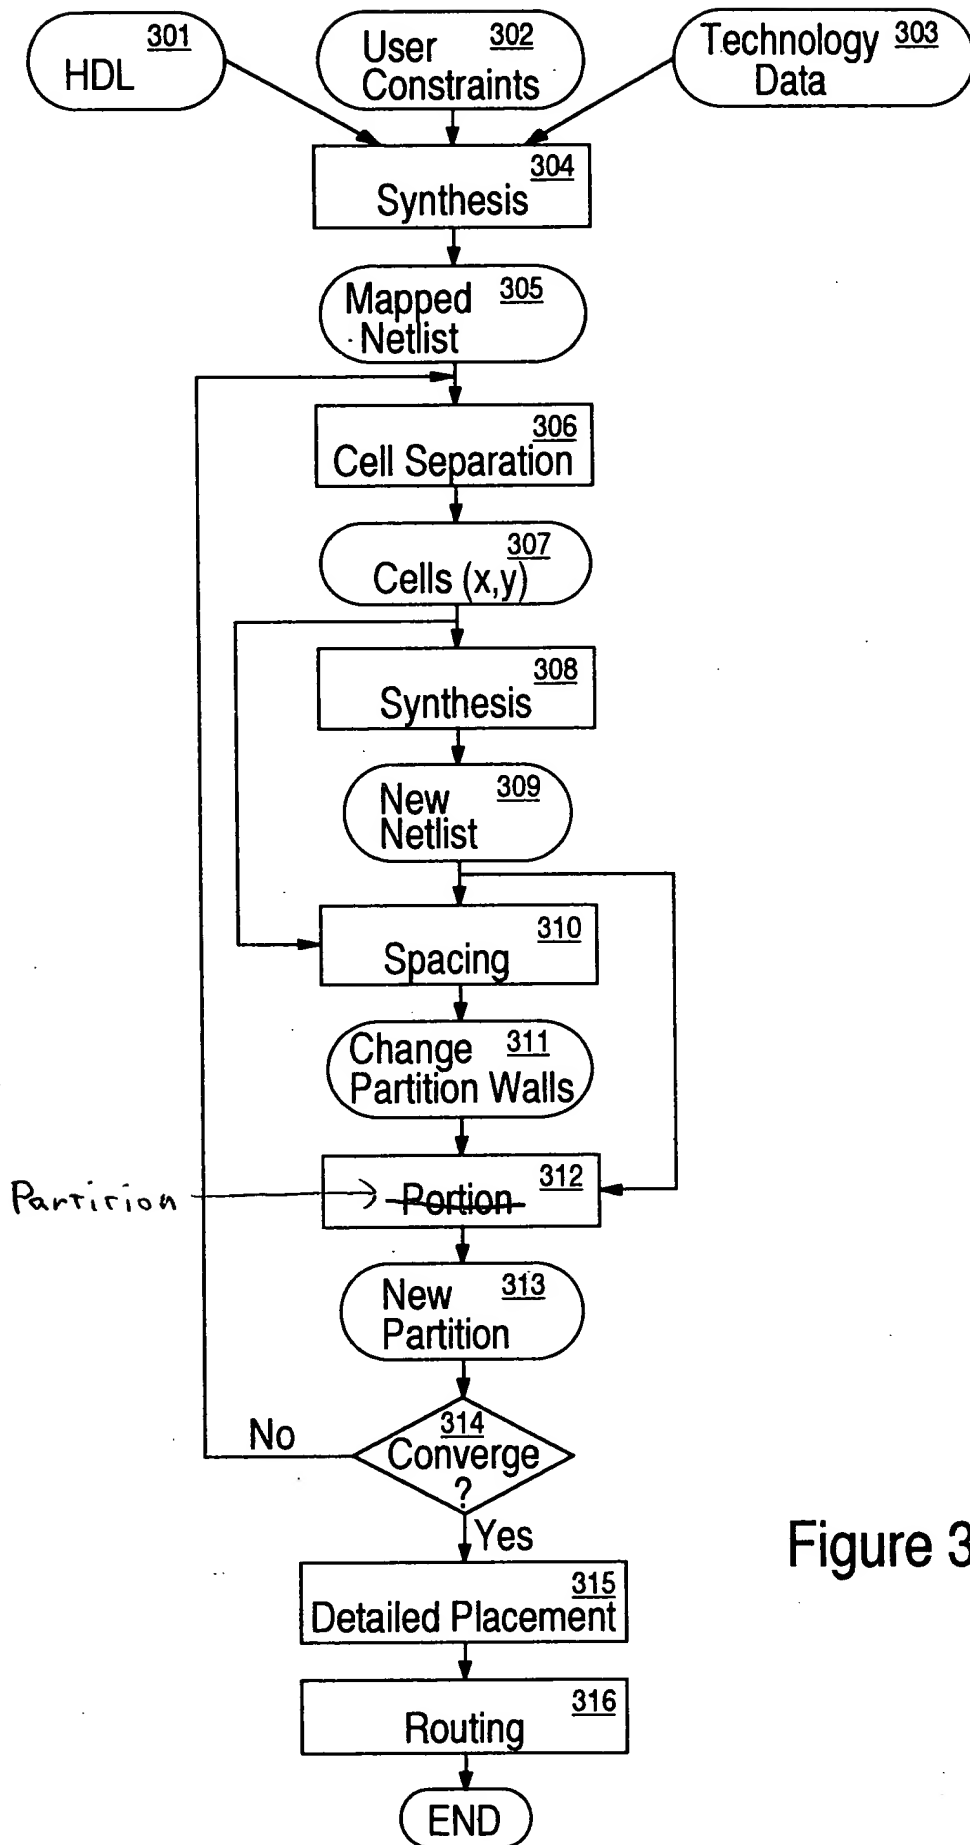 301
HDL
302
User
Constraints
303
Technology
Data
304
Synthesis
305
Mapped
Netlist
306
Cell Separation
307
Cells (x,y)
308
Synthesis
309
New
Netlist
310
Spacing
311
Change
Partition Walls
312
Portion
Partition
313
New
Partition
314
Converge
?
No
Yes
315
Detailed Placement
316
Routing
END
Figure 3